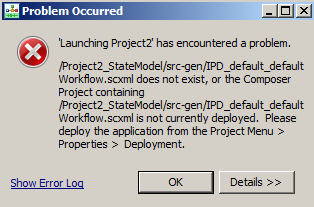 Problem Occurred
'Launching Project2' has encountered a problem.
/Project2_StateModel/src-gen/IPD_default_default
Workflow.scxml does not exist, or the Composer
Project containing
/Project2_StateModel/src-gen/IPD_default_default
Workflow.scxml is not currently deployed.  Please
deploy the application from the Project Menu >
Properties >  Deployment.
Show Error Log
OK
Details >>